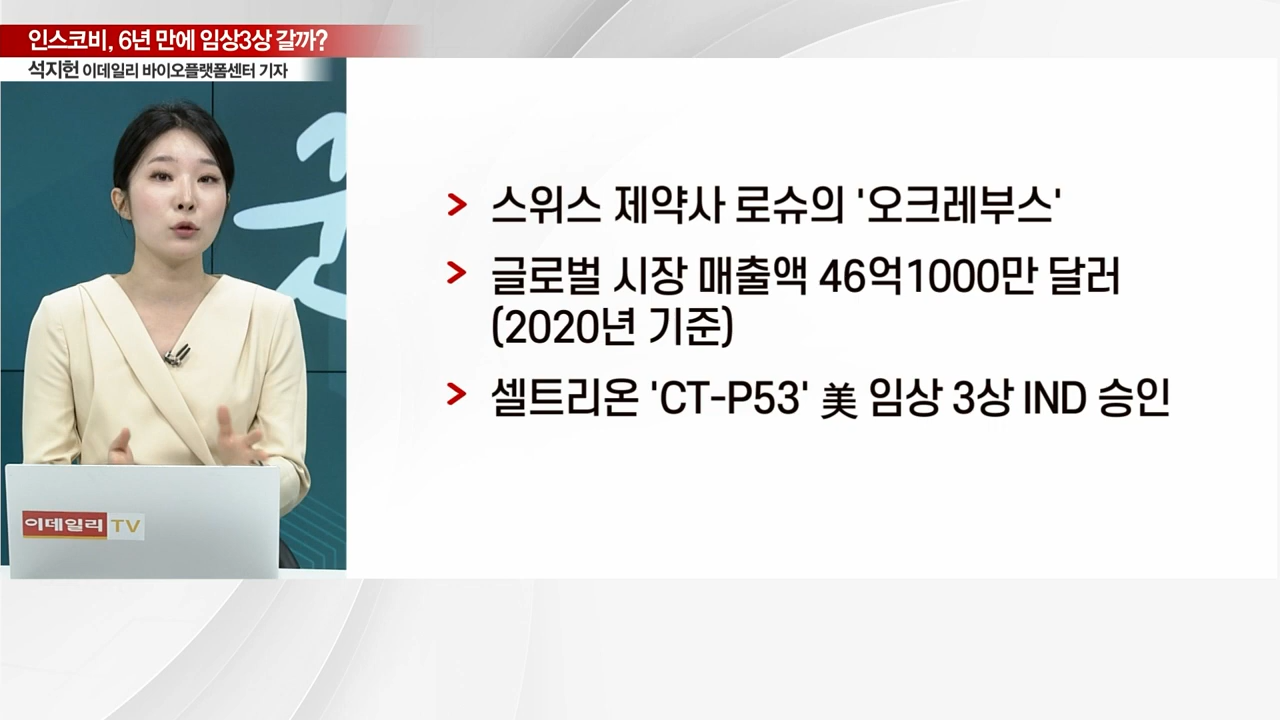 인스코비, 6년 만에 임상3상 갈까?
석지헌 이데일리 바이오플랫폼센터 기자
> 스위스 제약사 로슈의 '오크레부스'
> 글로벌 시장 매출액 46억1000만 달러
(2020년 기준)
> 셀트리온 'CT-P53' 美 임상 3상 IND 승인
이데일리 TV